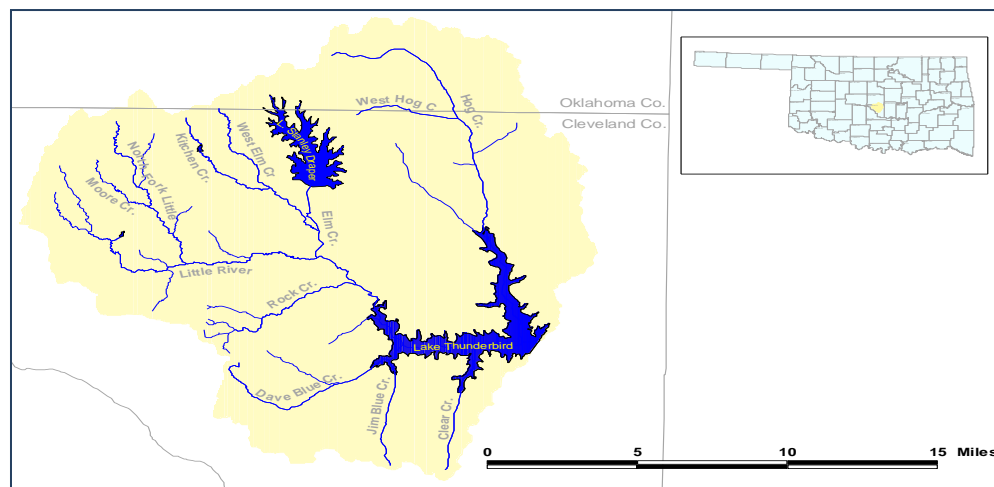 Hog Cr.
West Hog C
Oklahoma Co.
Cleveland Co.
Stanley Draper
West Elm Cr
Kitchen Cr.
North Fork Little
Moore Cr.
Elm Cr.
Little River
Rock Cr.
Lake Thunderbird
Dave Blue Cr.
Jim Blue Cr.
Clear Cr.
0 5 10 15 Miles